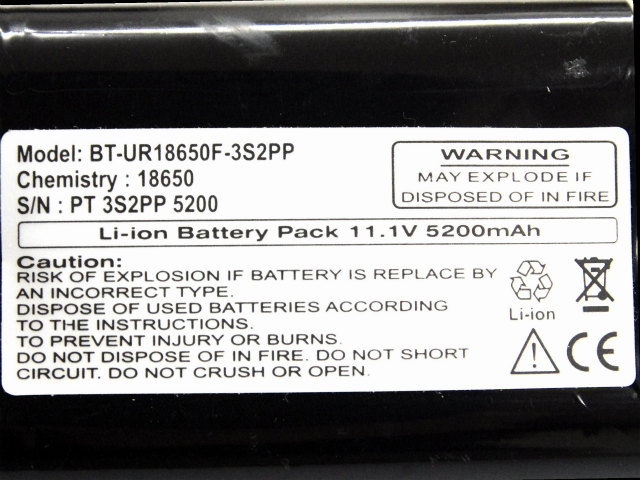 Model: BT-UR18650F-3S2PP
Chemistry : 18650
S/N : PT 3S2PP 5200
WARNING
MAY EXPLODE IF
DISPOSED OF IN FIRE
Li-ion Battery Pack 11.1V 5200mAh
Caution:
RISK OF EXPLOSION IF BATTERY IS REPLACE BY
AN INCORRECT TYPE.
DISPOSE OF USED BATTERIES ACCORDING
TO THE INSTRUCTIONS.
TO PREVENT INJURY OR BURNS.
DO NOT DISPOSE OF IN FIRE. DO NOT SHORT
CIRCUIT. DO NOT CRUSH OR OPEN.
Li-ion
CE